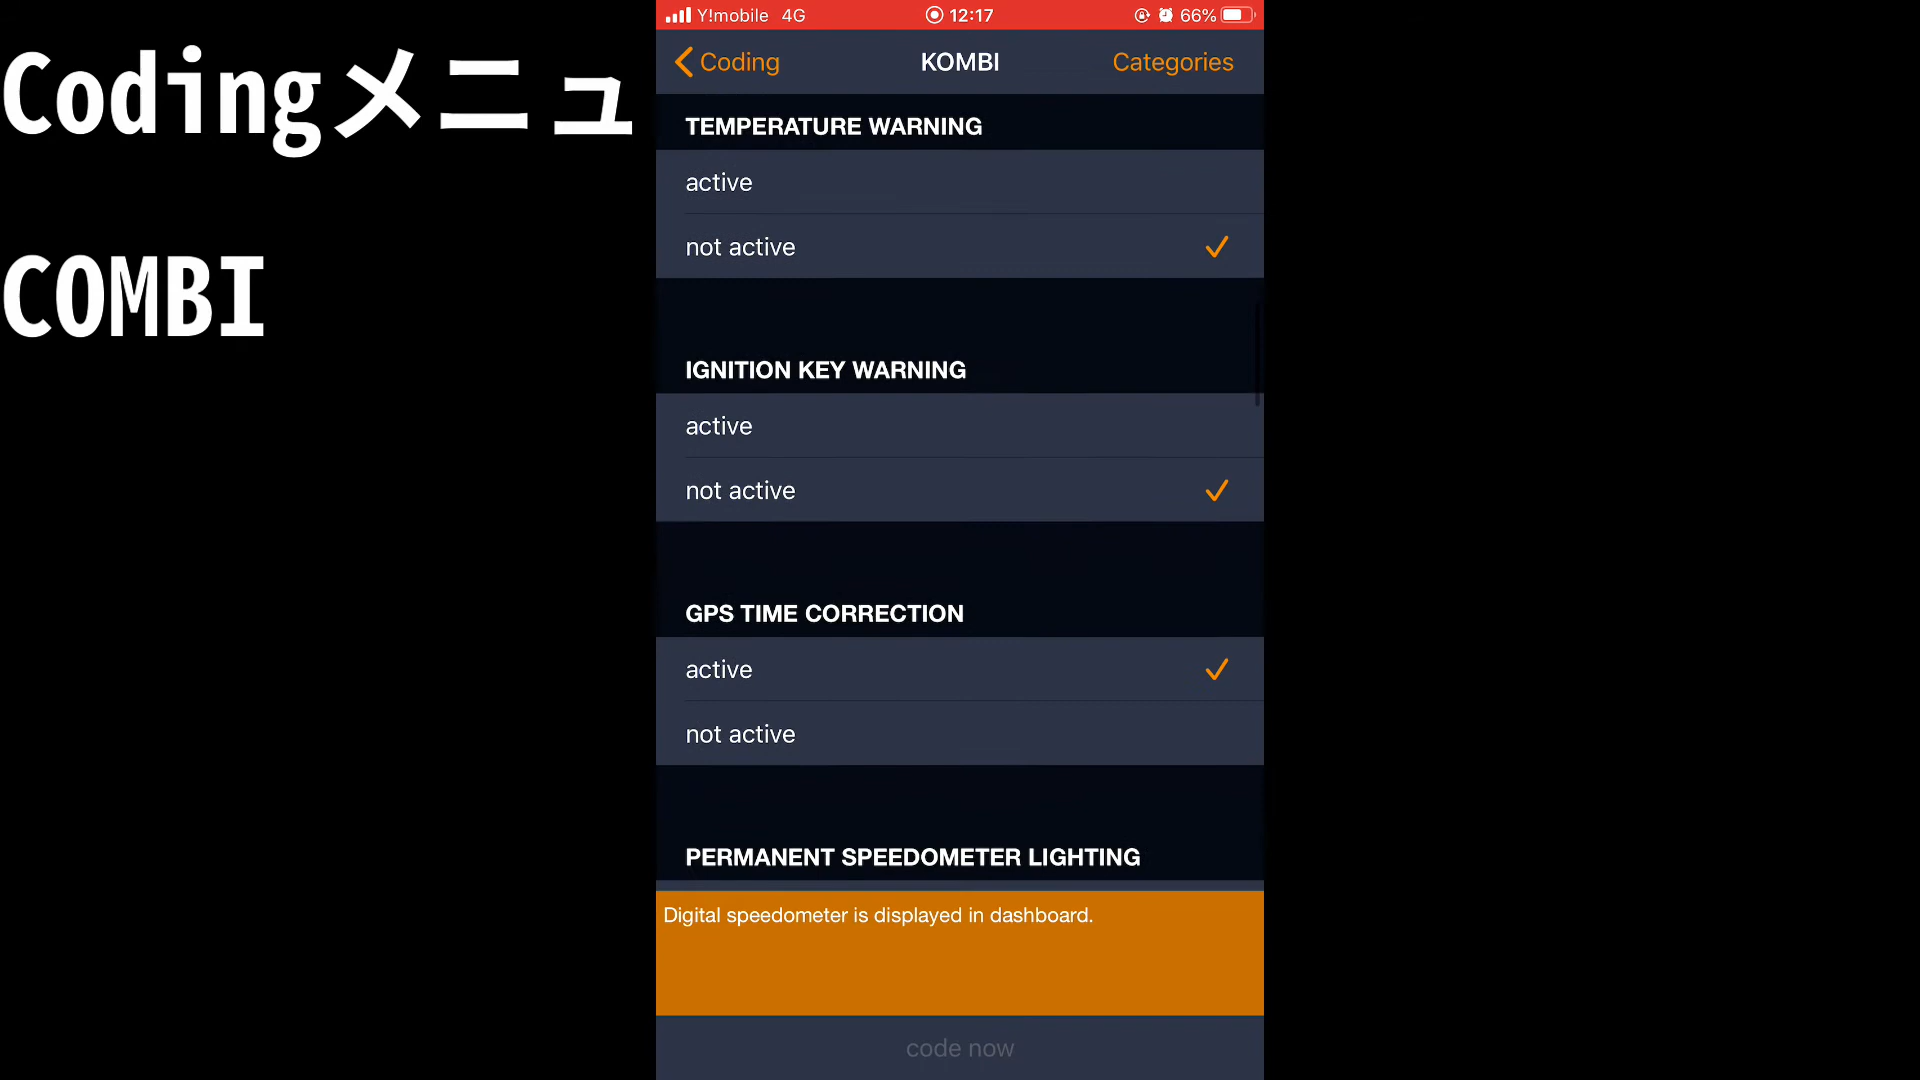 Codingメニュ
COMBI
Y!mobile 4G 12:17 66%
Coding KOMBI Categories
TEMPERATURE WARNING
active
not active
IGNITION KEY WARNING
active
not active
GPS TIME CORRECTION
active
not active
PERMANENT SPEEDOMETER LIGHTING
Digital speedometer is displayed in dashboard.
code now